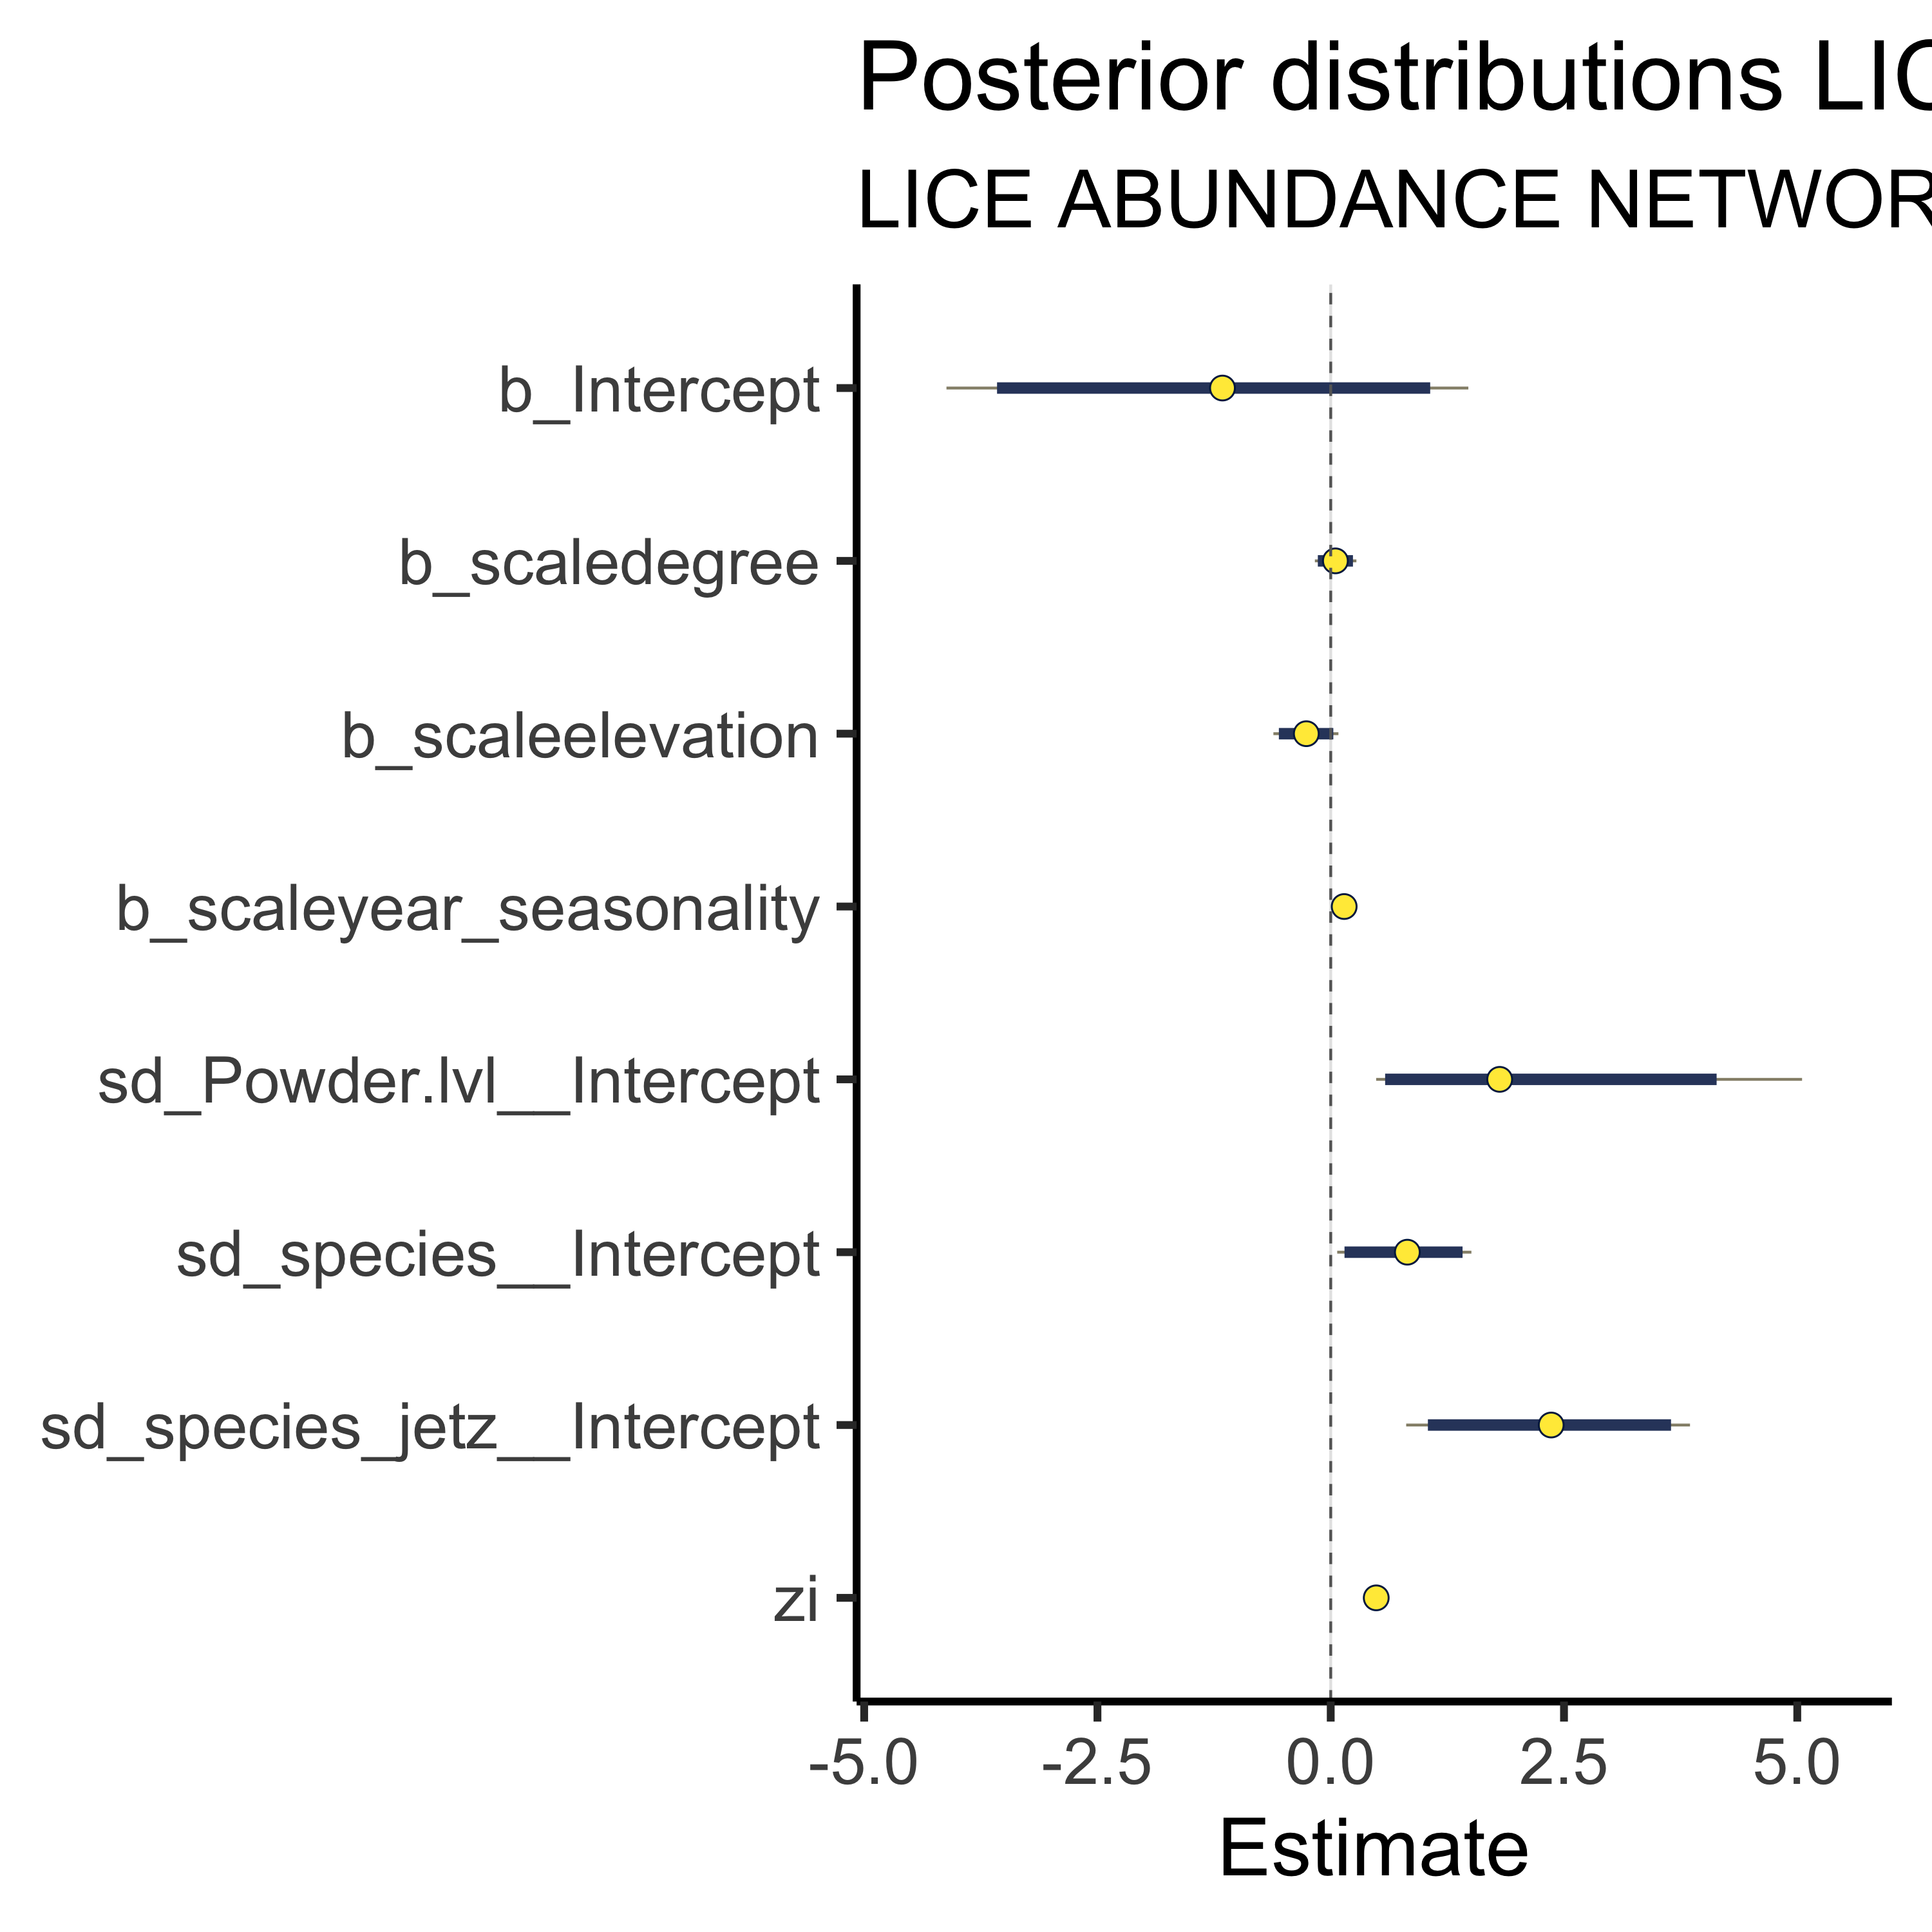 Posterior distributions LIC
LICE ABUNDANCE NETWOR
b_Intercept
b_scaledegree
b_scaleelevation
b_scaleyear_seasonality
sd_Powder.lvl__Intercept
sd_species__Intercept
sd_species_jetz__Intercept
zi
-5.0 -2.5 0.0 2.5 5.0
Estimate